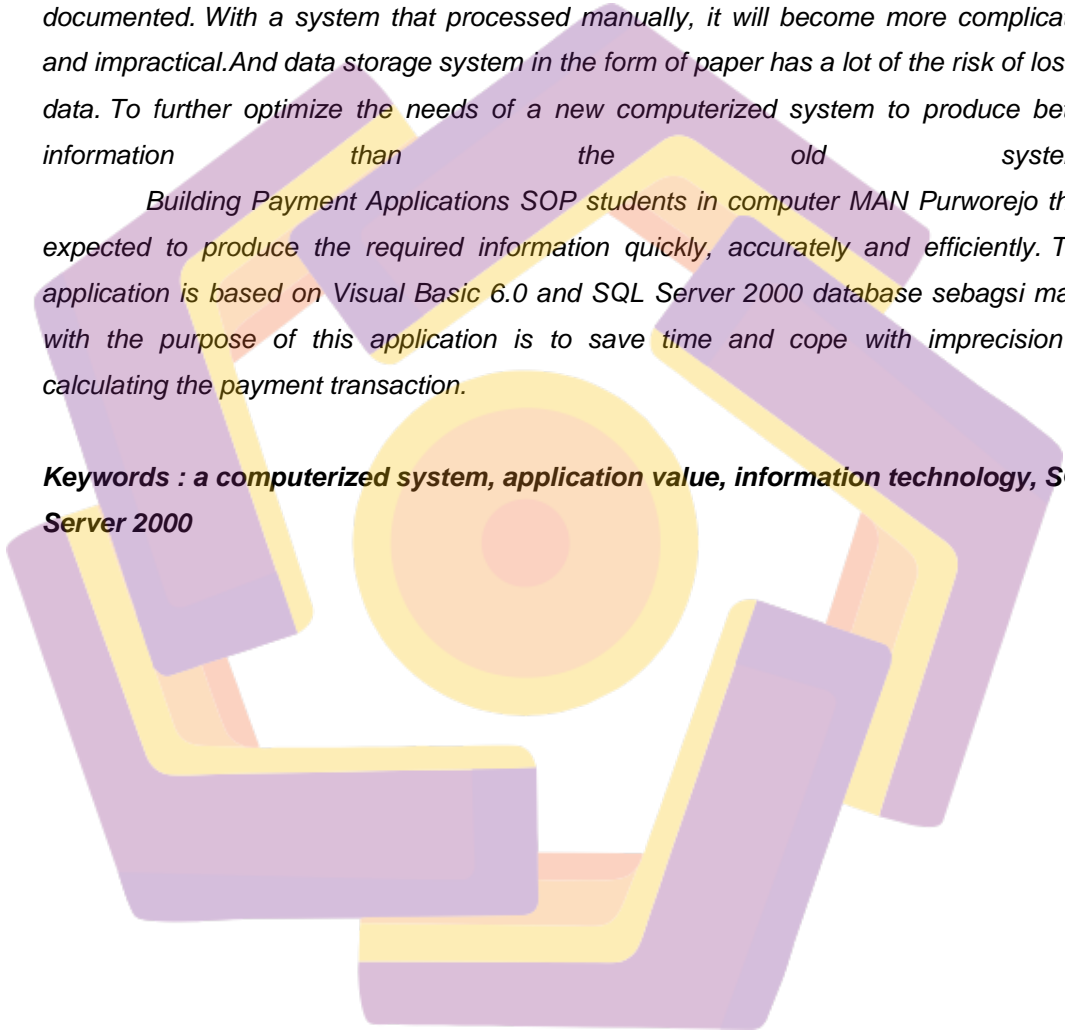 documented. With a system that processed manually, it will become more complicat
and impractical.And data storage system in the form of paper has a lot of the risk of los
data. To further optimize the needs of a new computerized system to produce bet
information than the old syste
Building Payment Applications SOP students in computer MAN Purworejo th
expected to produce the required information quickly, accurately and efficiently. T
application is based on Visual Basic 6.0 and SQL Server 2000 database sebagsi ma
with the purpose of this application is to save time and cope with imprecision
calculating the payment transaction.
Keywords : a computerized system, application value, information technology, S
Server 2000